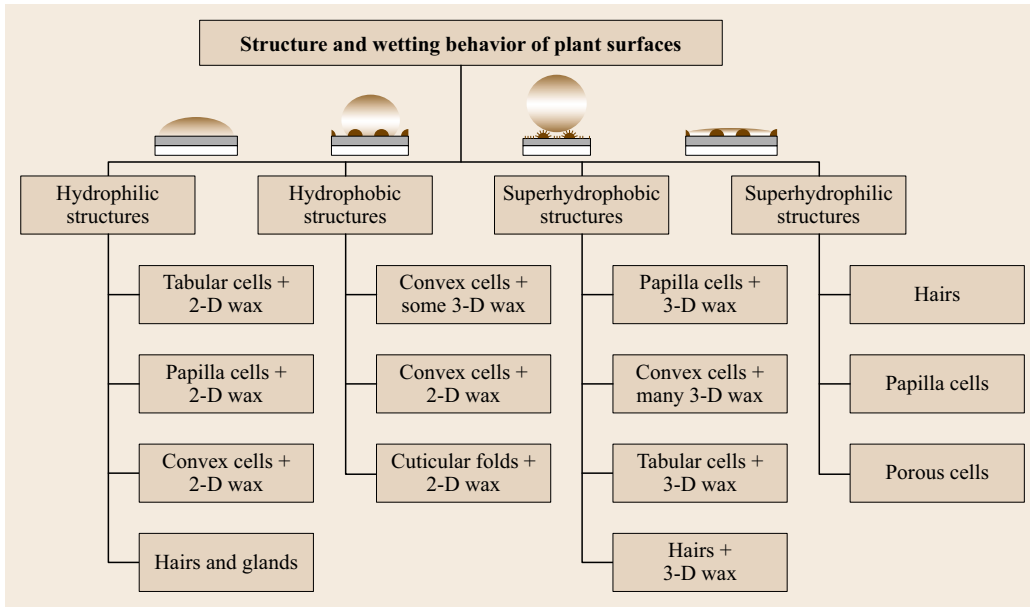 Structure and wetting behavior of plant surfaces
Hydrophilic
structures
Hydrophobic
structures
Superhydrophobic
structures
Superhydrophilic
structures
Tabular cells +
2-D wax
Papilla cells +
2-D wax
Convex cells +
2-D wax
Hairs and glands
Convex cells +
some 3-D wax
Convex cells +
2-D wax
Cuticular folds +
2-D wax
Papilla cells +
3-D wax
Convex cells +
many 3-D wax
Tabular cells +
3-D wax
Hairs +
3-D wax
Hairs
Papilla cells
Porous cells